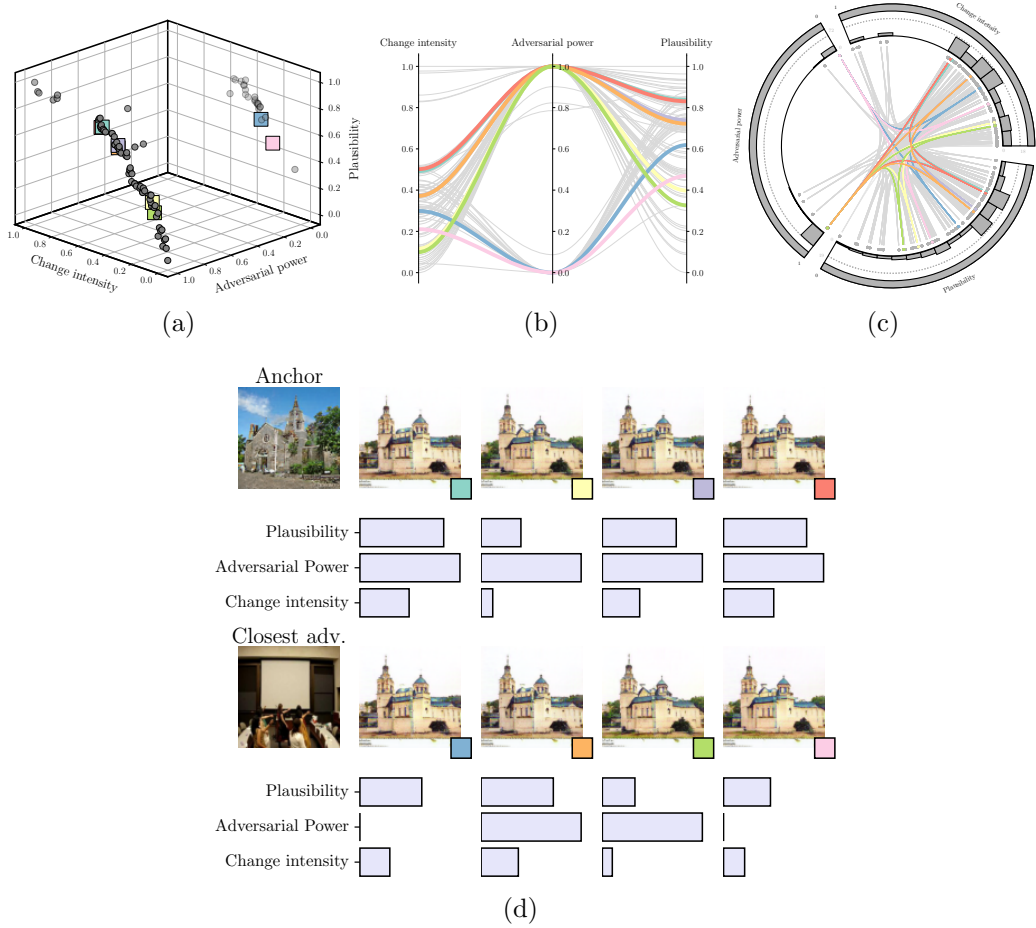 1.0
0.8
0.6
0.4
0.2
0.0
Plausibility
1.0
0.8
0.6
0.4
0.2
0.0
Change intensity
1.0
0.8
0.6
0.4
0.2
0.0
Adversarial power
(a)
Change intensity Adversarial power Plausibility
1.0 1.0 1.0
0.8 0.8 0.8
0.6 0.6 0.6
0.4 0.4 0.4
0.2 0.2 0.2
0.0 0.0 0.0
(b)
Change intensity
Adversarial power
Plausibility
(c)
Anchor
Plausibility
Adversarial Power
Change intensity
Closest adv.
Plausibility
Adversarial Power
Change intensity
(d)